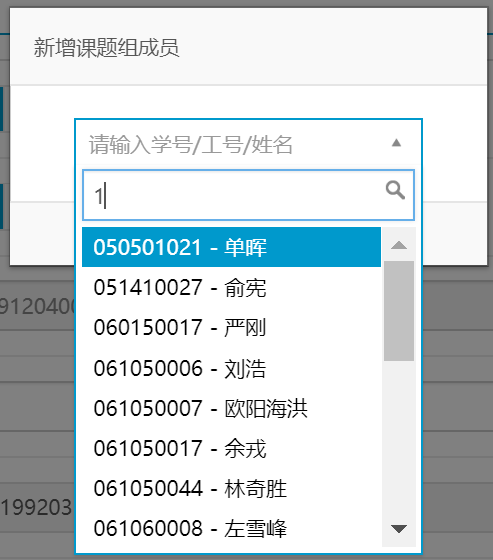 新增课题组成员
请输入学号/工号/姓名
1
050501021 - 单晖
051410027 - 俞宪
060150017 - 严刚
061050006 - 刘浩
061050007 - 欧阳海洪
061050017 - 余戎
061050044 - 林奇胜
061060008 - 左雪峰
9120400
199203